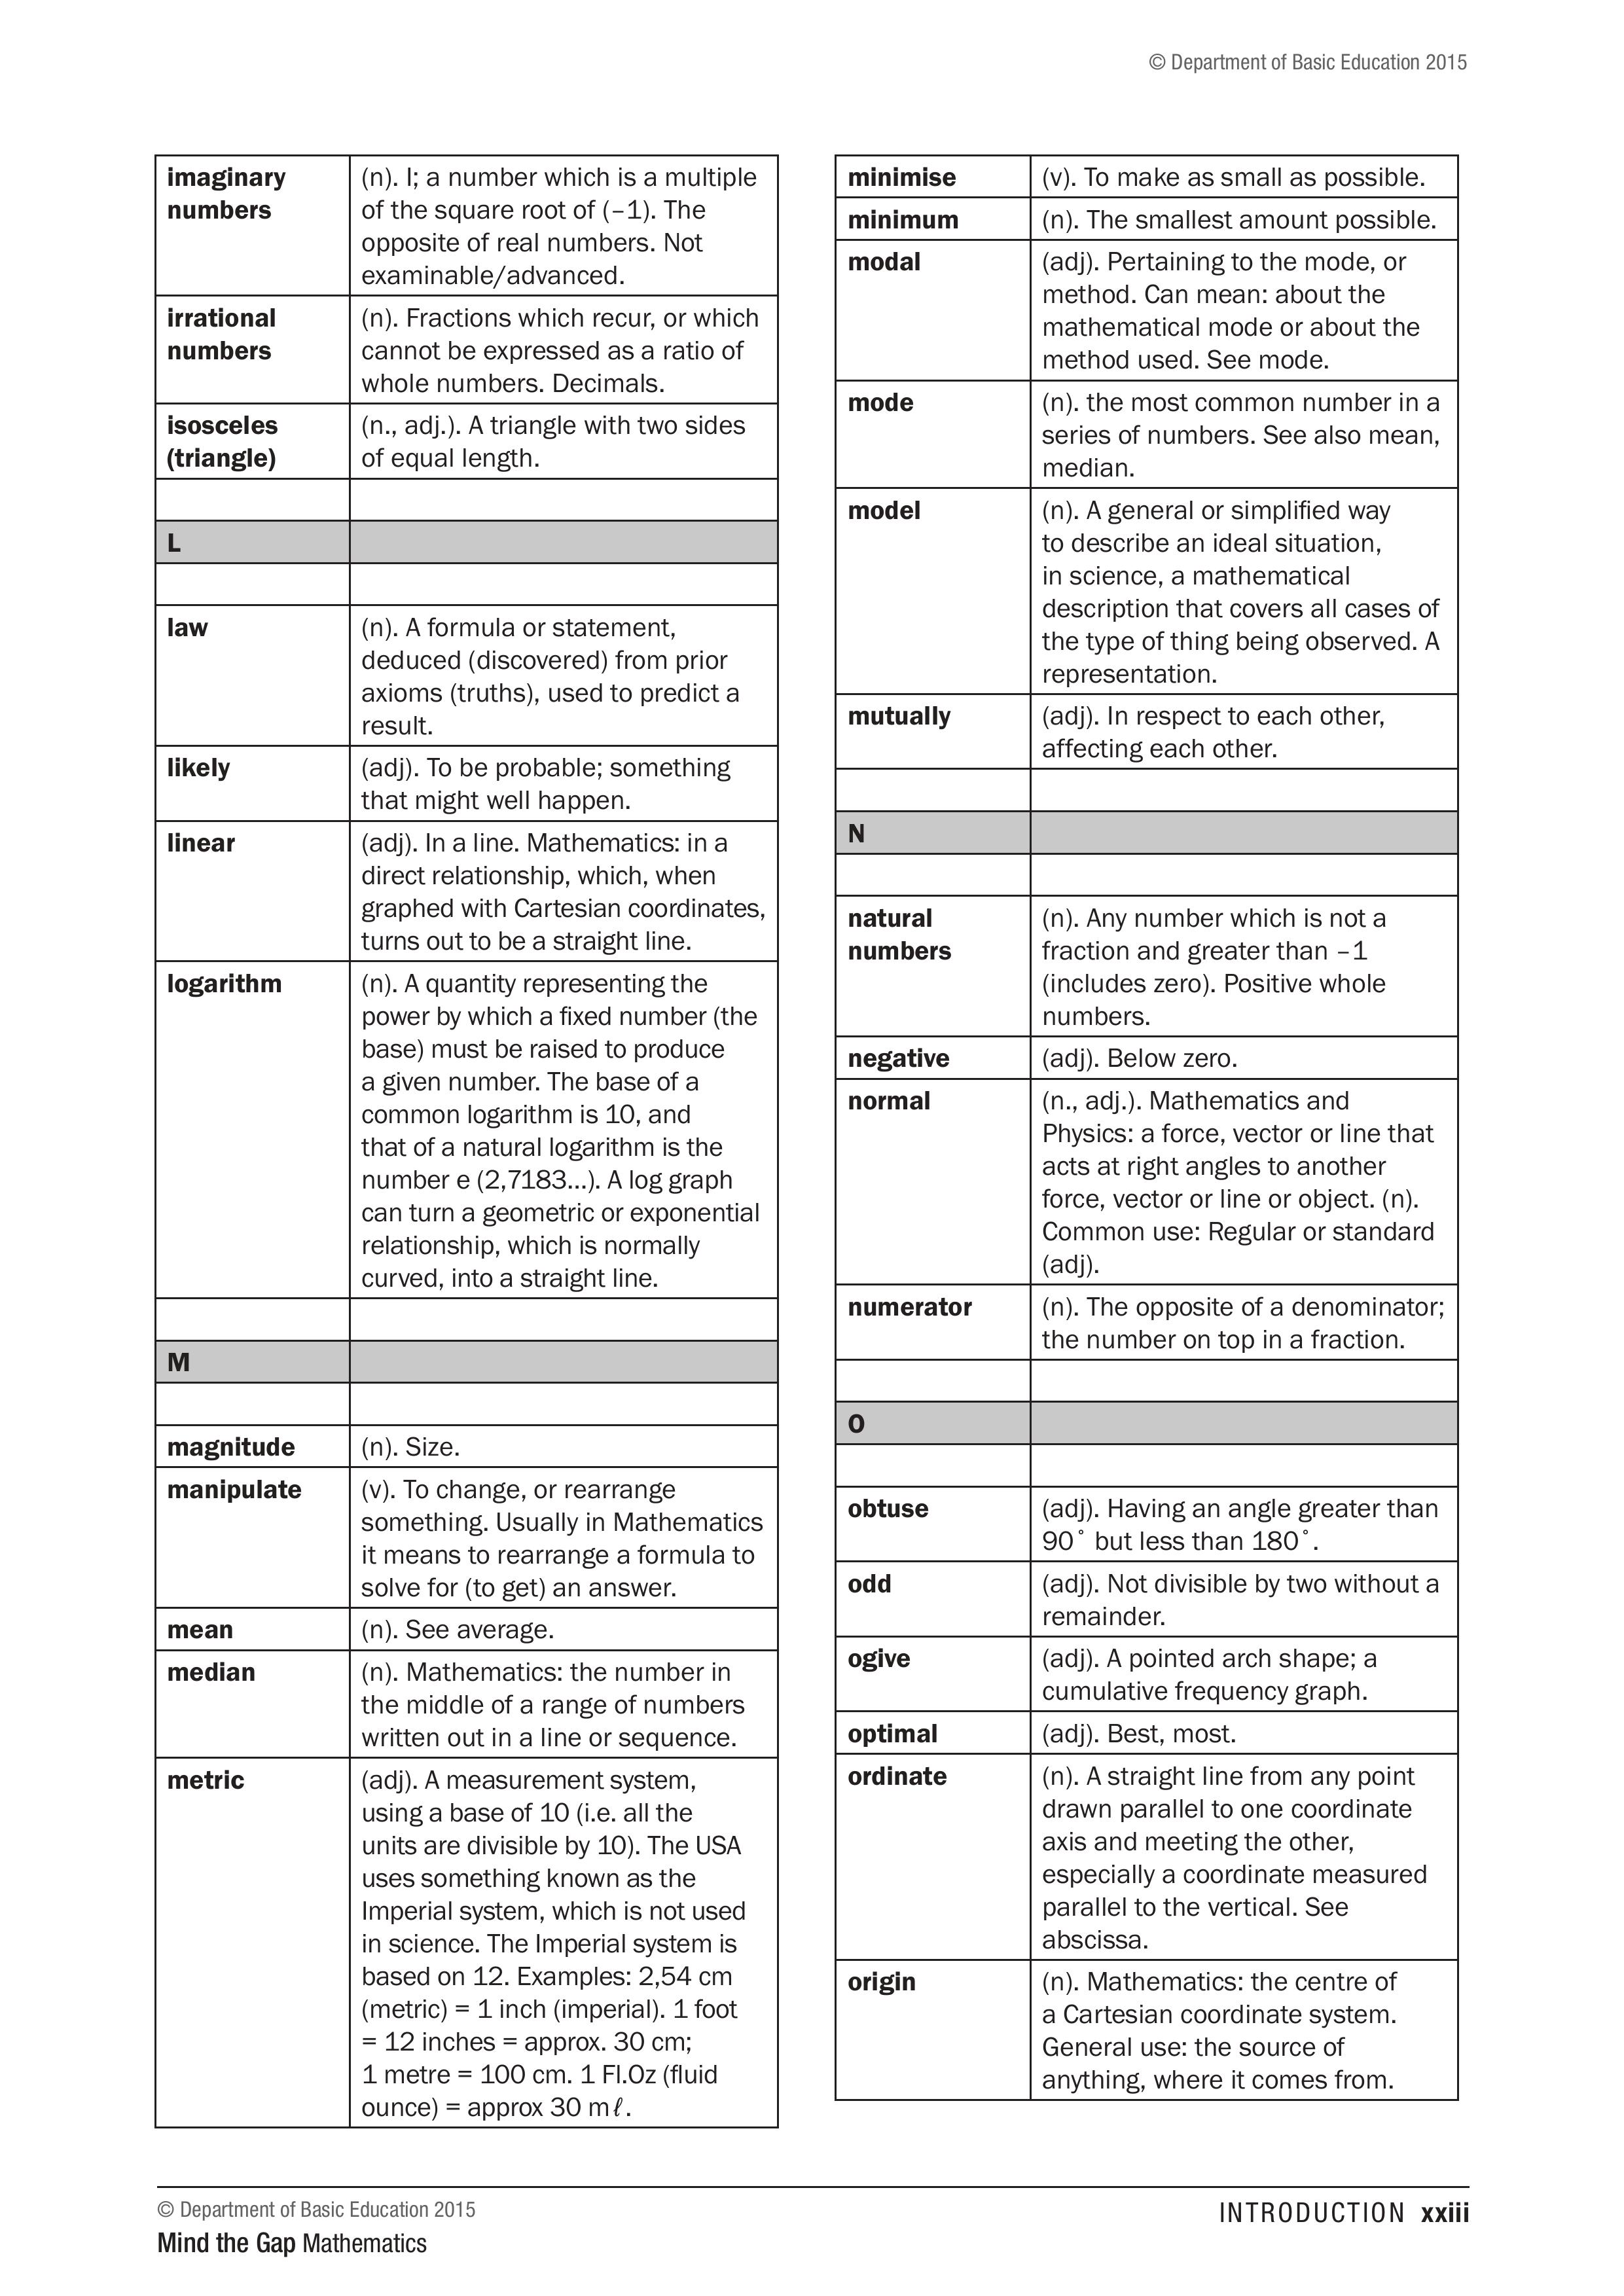 © Department of Basic Education 2015
imaginary
numbers
(n). I; a number which is a multiple
of the square root of (–1). The
opposite of real numbers. Not
examinable/advanced.
irrational
numbers
(n). Fractions which recur, or which
cannot be expressed as a ratio of
whole numbers. Decimals.
isosceles
(triangle)
(n., adj.). A triangle with two sides
of equal length.
L
law
(n). A formula or statement,
deduced (discovered) from prior
axioms (truths), used to predict a
result.
likely
(adj). To be probable; something
that might well happen.
linear
(adj). In a line. Mathematics: in a
direct relationship, which, when
graphed with Cartesian coordinates,
turns out to be a straight line.
logarithm
(n). A quantity representing the
power by which a fixed number (the
base) must be raised to produce
a given number. The base of a
common logarithm is 10, and
that of a natural logarithm is the
number e (2,7183...). A log graph
can turn a geometric or exponential
relationship, which is normally
curved, into a straight line.
M
magnitude
(n). Size.
manipulate
(v). To change, or rearrange
something. Usually in Mathematics
it means to rearrange a formula to
solve for (to get) an answer.
mean
(n). See average.
median
(n). Mathematics: the number in
the middle of a range of numbers
written out in a line or sequence.
metric
(adj). A measurement system,
using a base of 10 (i.e. all the
units are divisible by 10). The USA
uses something known as the
Imperial system, which is not used
in science. The Imperial system is
based on 12. Examples: 2,54 cm
(metric) = 1 inch (imperial). 1 foot
= 12 inches = approx. 30 cm;
1 metre = 100 cm. 1 Fl.Oz (fluid
ounce) = approx 30 mℓ.
minimise
(v). To make as small as possible.
minimum
(n). The smallest amount possible.
modal
(adj). Pertaining to the mode, or
method. Can mean: about the
mathematical mode or about the
method used. See mode.
mode
(n). the most common number in a
series of numbers. See also mean,
median.
model
(n). A general or simplified way
to describe an ideal situation,
in science, a mathematical
description that covers all cases of
the type of thing being observed. A
representation.
mutually
(adj). In respect to each other,
affecting each other.
N
natural
numbers
(n). Any number which is not a
fraction and greater than –1
(includes zero). Positive whole
numbers.
negative
(adj). Below zero.
normal
(n., adj.). Mathematics and
Physics: a force, vector or line that
acts at right angles to another
force, vector or line or object. (n).
Common use: Regular or standard
(adj).
numerator
(n). The opposite of a denominator;
the number on top in a fraction.
O
obtuse
(adj). Having an angle greater than
90˚ but less than 180˚.
odd
(adj). Not divisible by two without a
remainder.
ogive
(adj). A pointed arch shape; a
cumulative frequency graph.
optimal
(adj). Best, most.
ordinate
(n). A straight line from any point
drawn parallel to one coordinate
axis and meeting the other,
especially a coordinate measured
parallel to the vertical. See
abscissa.
origin
(n). Mathematics: the centre of
a Cartesian coordinate system.
General use: the source of
anything, where it comes from.
© Department of Basic Education 2015
Mind the Gap Mathematics
INTRODUCTION xxiii